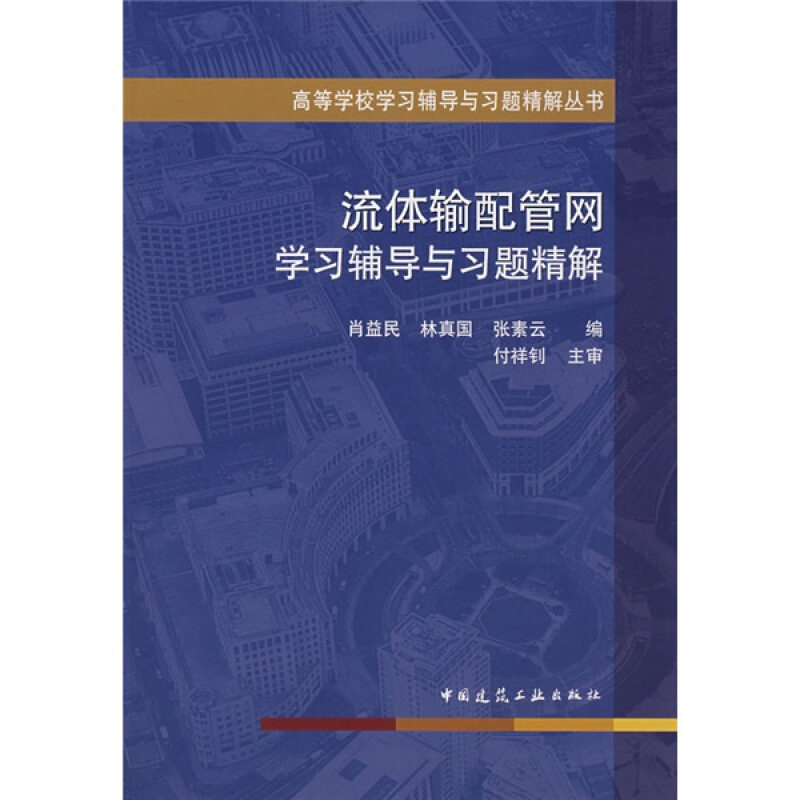 高等学校学习辅导与习题精解丛书
流体输配管网
学习辅导与习题精解
肖益民 林真国 张素云 编
付祥钊 主审
中国建筑工业出版社